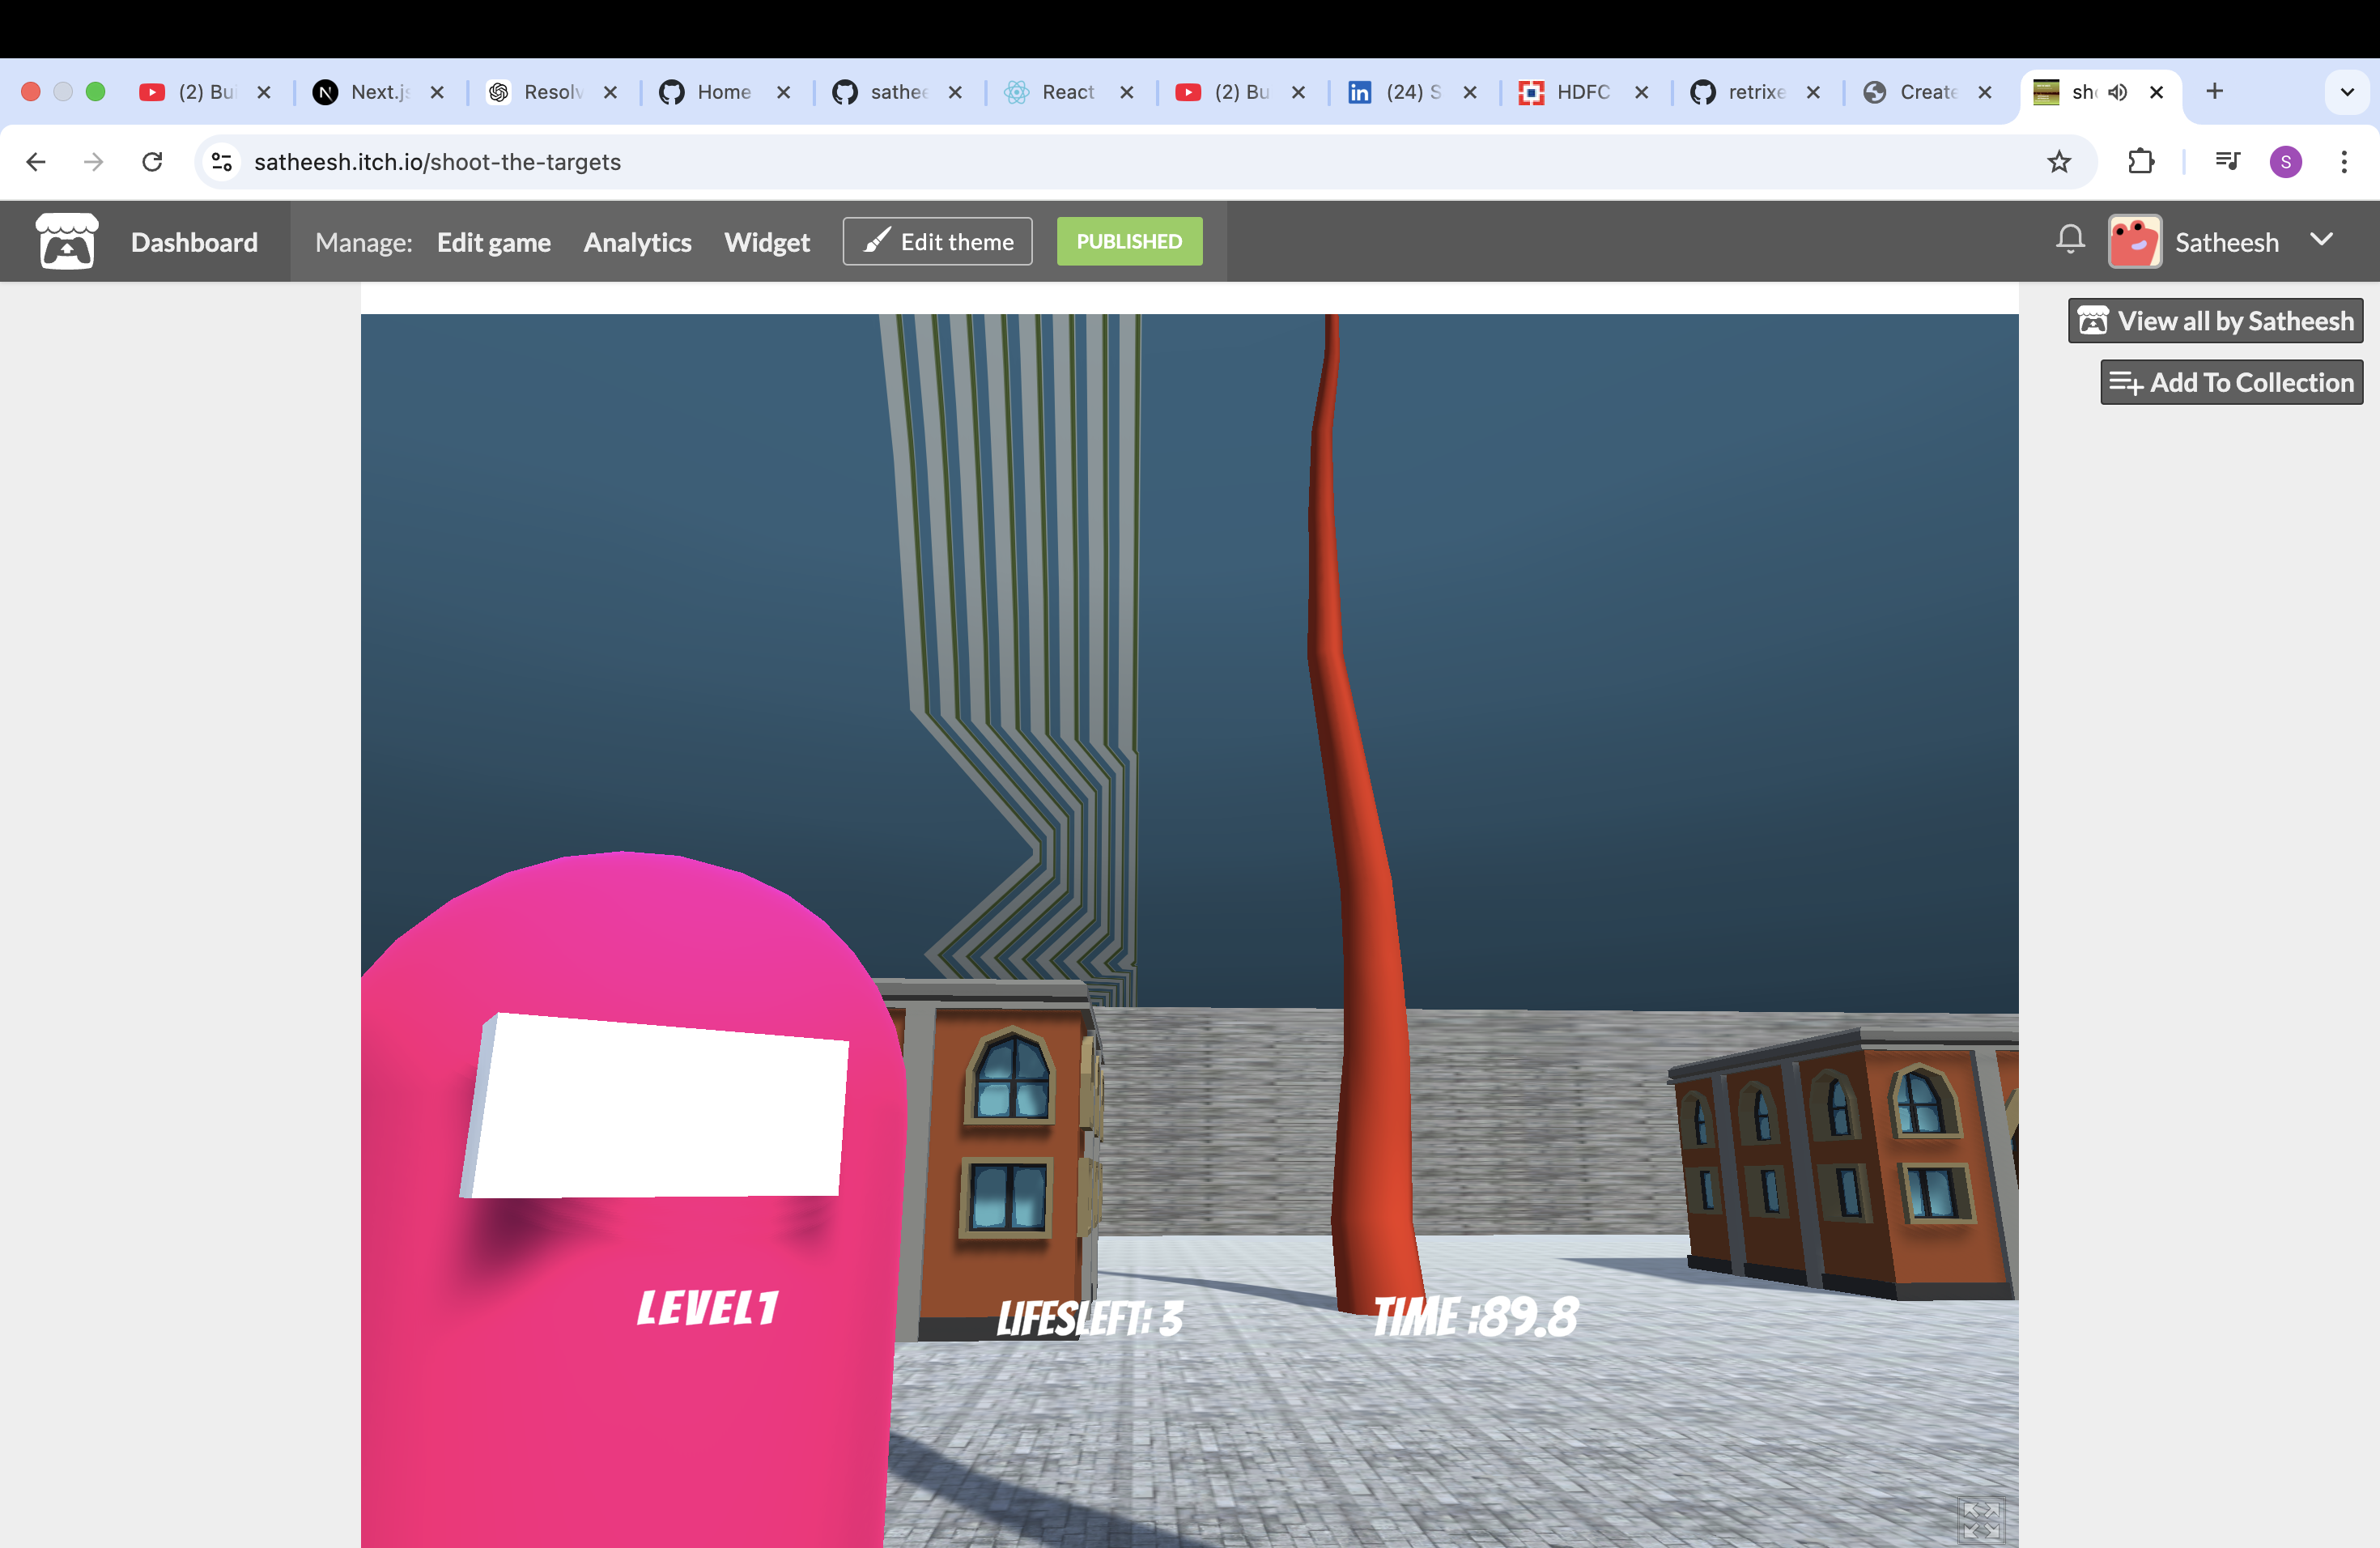 (2) Bu
Next.js
Resolv
Home
sathee
React
(2) Bu
(24) S
HDFC
retrixe
Create
sh
satheesh.itch.io/shoot-the-targets
S
Dashboard
Manage:
Edit game
Analytics
Widget
Edit theme
PUBLISHED
Satheesh
View all by Satheesh
Add To Collection
LEVEL1
LIFESLEFT: 3
TIME :89.8